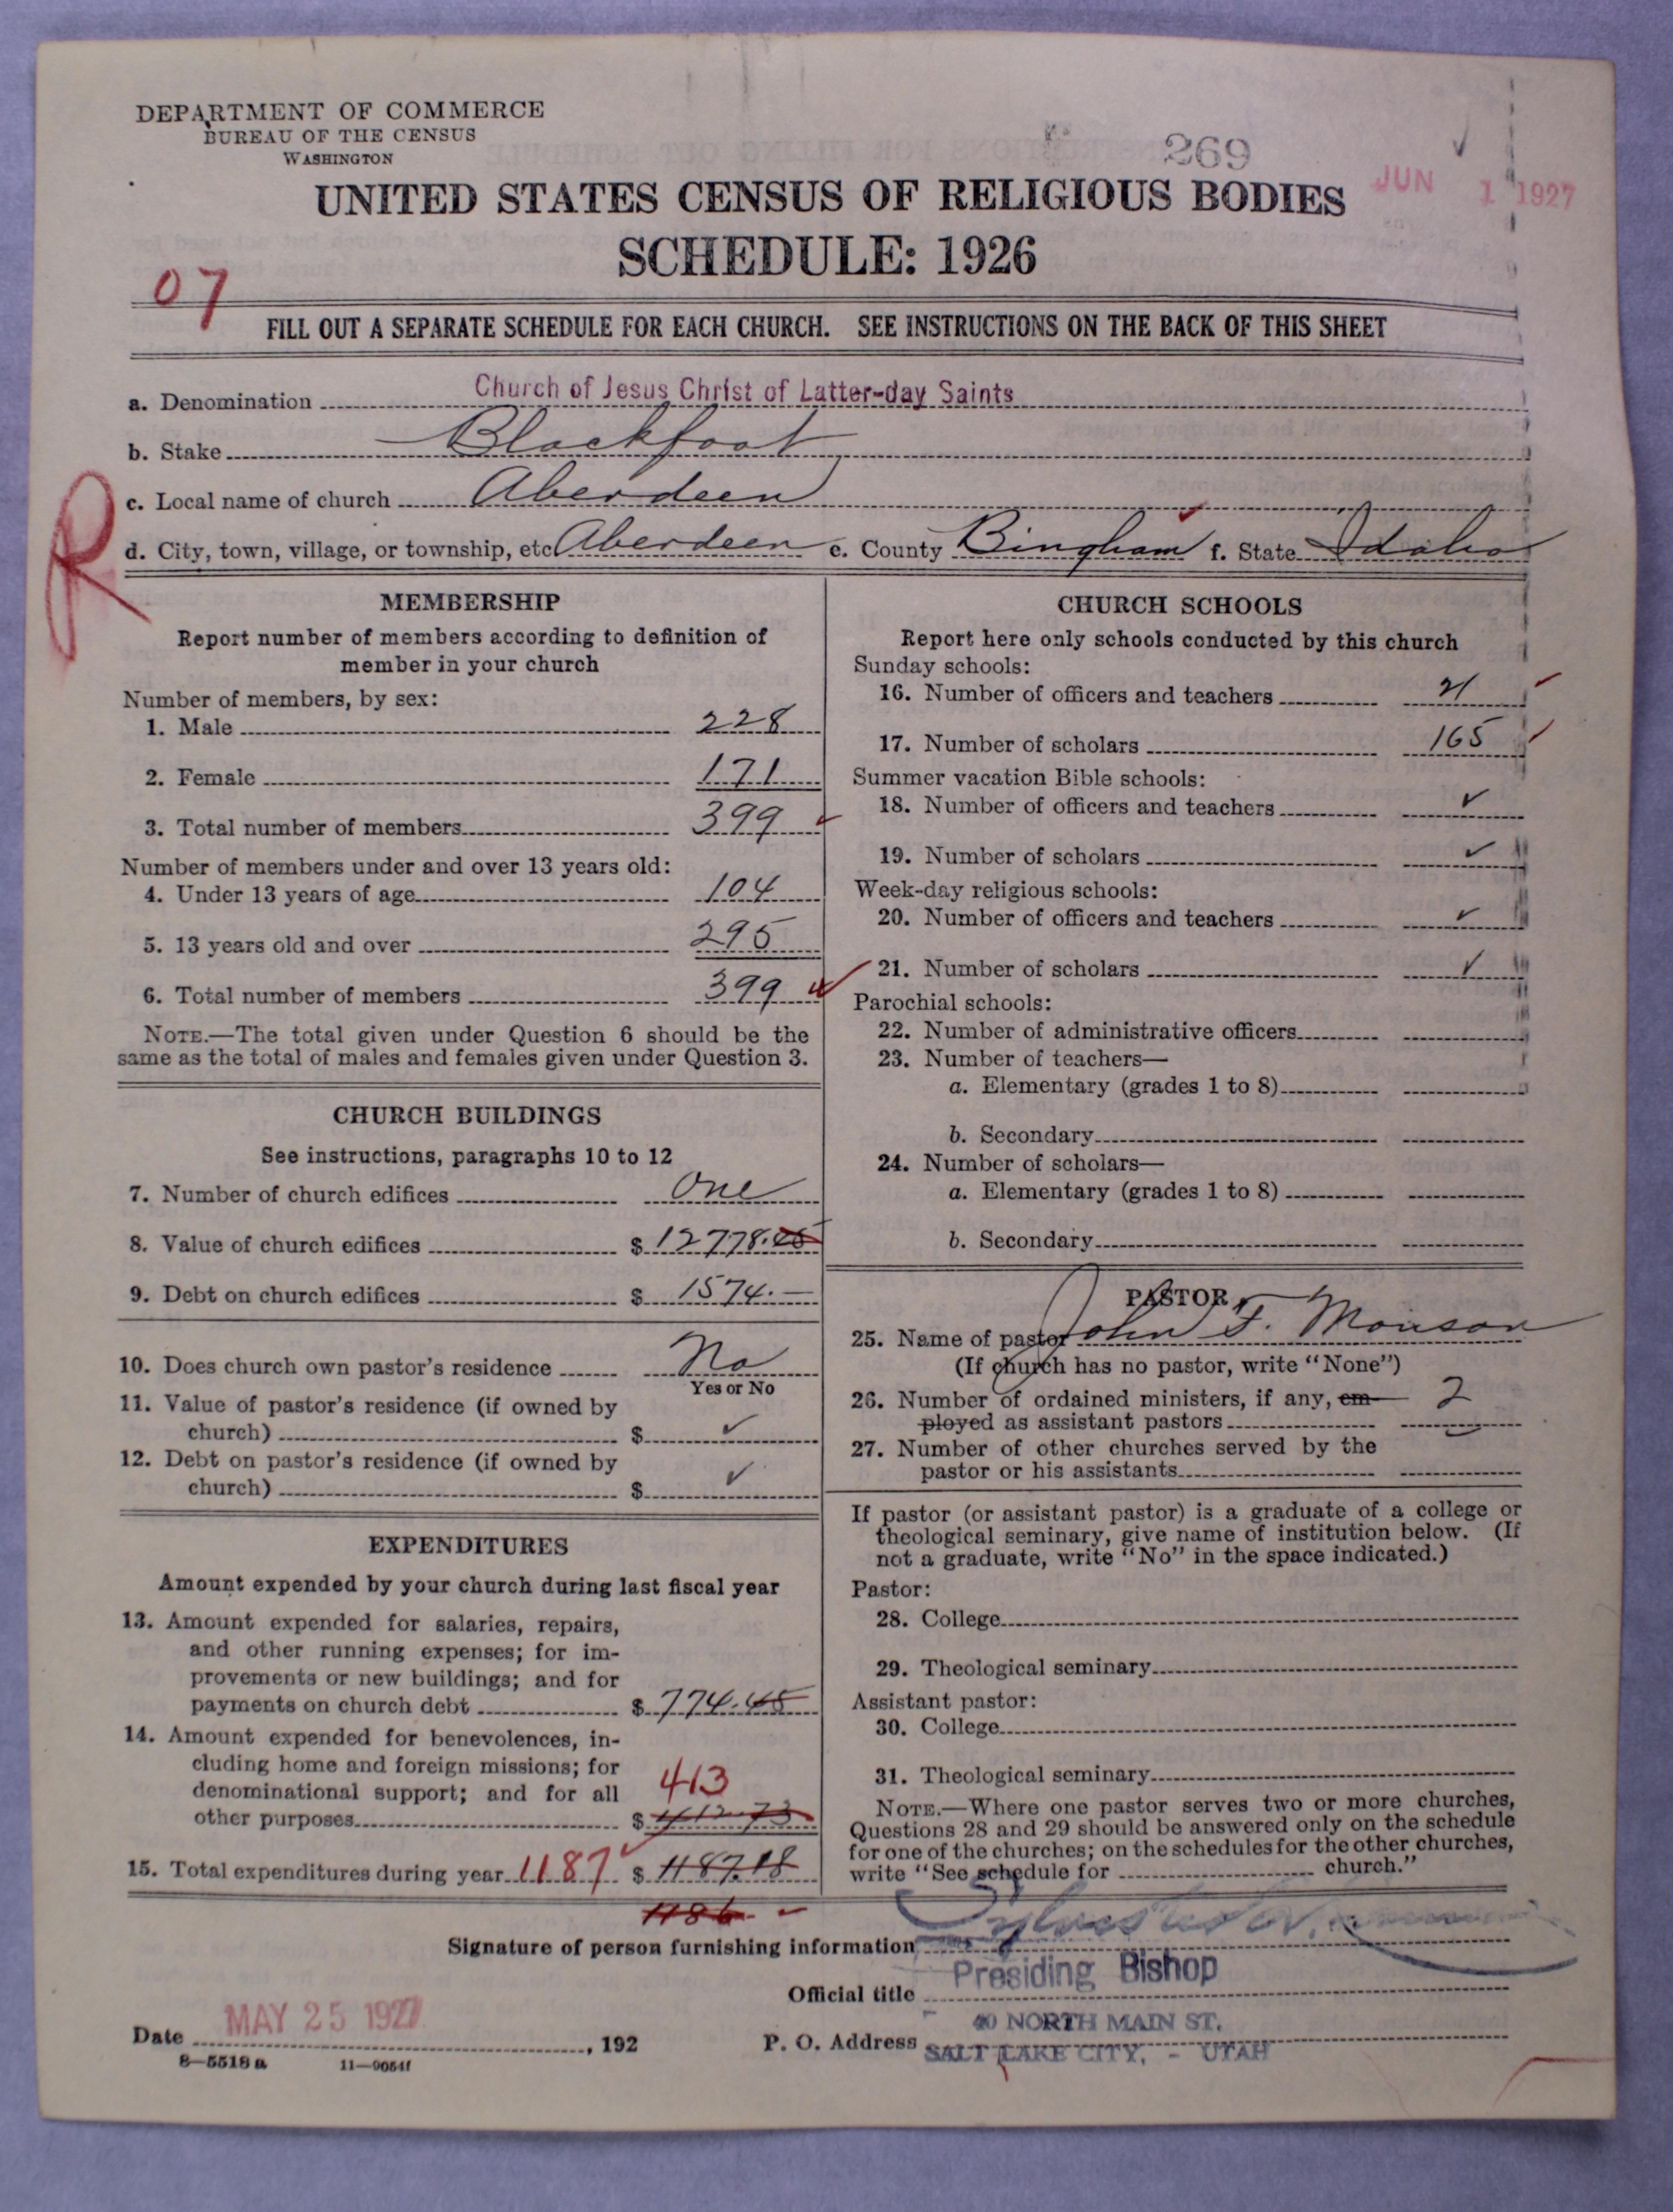 DEPARTMENT OF COMMERCE
BUREAU OF THE CENSUS
WASHINGTON
269
JUN 1 1927
UNITED STATES CENSUS OF RELIGIOUS BODIES
SCHEDULE: 1926
07
FILL OUT A SEPARATE SCHEDULE FOR EACH CHURCH. SEE INSTRUCTIONS ON THE BACK OF THIS SHEET
a. Denomination Church of Jesus Christ of Latter-day Saints
b. Stake Blackfoot
R
c. Local name of church Aberdeen
d. City, town, village, or township, etc Aberdeen e. County Bingham f. State Idaho
MEMBERSHIP
Report number of members according to definition of
member in your church
Number of members, by sex:
1. Male 228
2. Female 171
3. Total number of members 399
Number of members under and over 13 years old:
4. Under 13 years of age 104
5. 13 years old and over 295
6. Total number of members 399
NOTE.—The total given under Question 6 should be the
same as the total of males and females given under Question 3.
CHURCH BUILDINGS
See instructions, paragraphs 10 to 12
7. Number of church edifices One
8. Value of church edifices $ 12778.
9. Debt on church edifices $ 1574.—
10. Does church own pastor's residence No
Yes or No
11. Value of pastor's residence (if owned by
church) $ ✓
12. Debt on pastor's residence (if owned by
church) $ ✓
EXPENDITURES
Amount expended by your church during last fiscal year
13. Amount expended for salaries, repairs,
and other running expenses; for im-
provements or new buildings; and for
payments on church debt $ 774.45
14. Amount expended for benevolences, in-
cluding home and foreign missions; for
denominational support; and for all 413
other purposes $ 412.73
15. Total expenditures during year 1187 $ 1187.18
1186
CHURCH SCHOOLS
Report here only schools conducted by this church
Sunday schools:
16. Number of officers and teachers 21
17. Number of scholars 165
Summer vacation Bible schools:
18. Number of officers and teachers ✓
19. Number of scholars ✓
Week-day religious schools:
20. Number of officers and teachers ✓
21. Number of scholars ✓
Parochial schools:
22. Number of administrative officers
23. Number of teachers—
a. Elementary (grades 1 to 8)
b. Secondary
24. Number of scholars—
a. Elementary (grades 1 to 8)
b. Secondary
PASTOR
25. Name of pastor John F. Monson
(If church has no pastor, write "None")
26. Number of ordained ministers, if any, em-
ployed as assistant pastors 2
27. Number of other churches served by the
pastor or his assistants
If pastor (or assistant pastor) is a graduate of a college or
theological seminary, give name of institution below. (If
not a graduate, write "No" in the space indicated.)
Pastor:
28. College
29. Theological seminary
Assistant pastor:
30. College
31. Theological seminary
NOTE.—Where one pastor serves two or more churches,
Questions 28 and 29 should be answered only on the schedule
for one of the churches; on the schedules for the other churches,
write "See schedule for church."
Signature of person furnishing information
Official title Presiding Bishop
Date MAY 25 1927, 192
P. O. Address 40 NORTH MAIN ST.
SALT LAKE CITY, - UTAH
8—5518 a 11—9054f